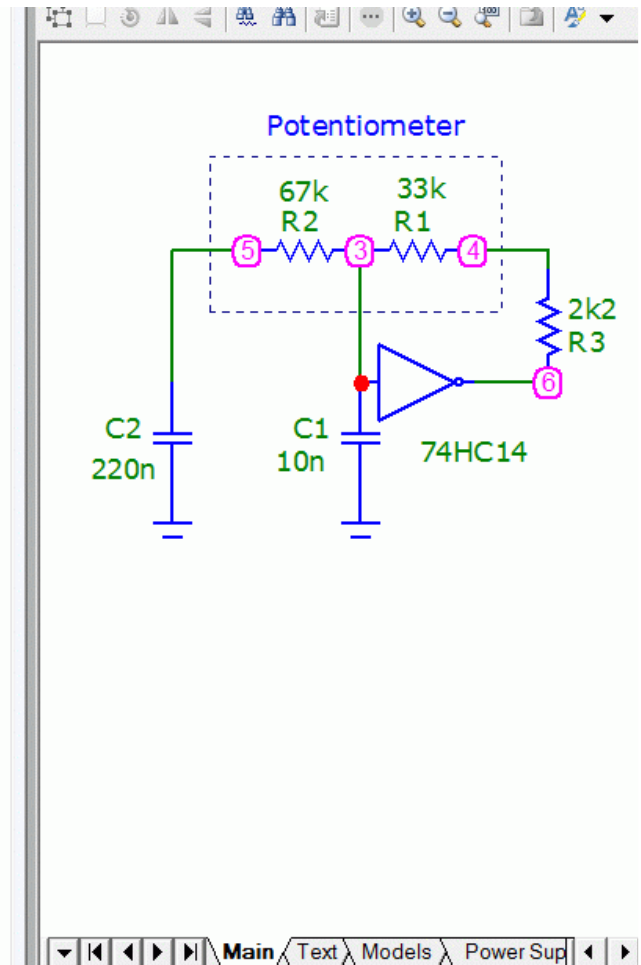 Potentiometer
67k 33k
R2 R1
5 3 4
2k2
R3
6
C2 C1
220n 10n
74HC14
Main Text Models Power Sup